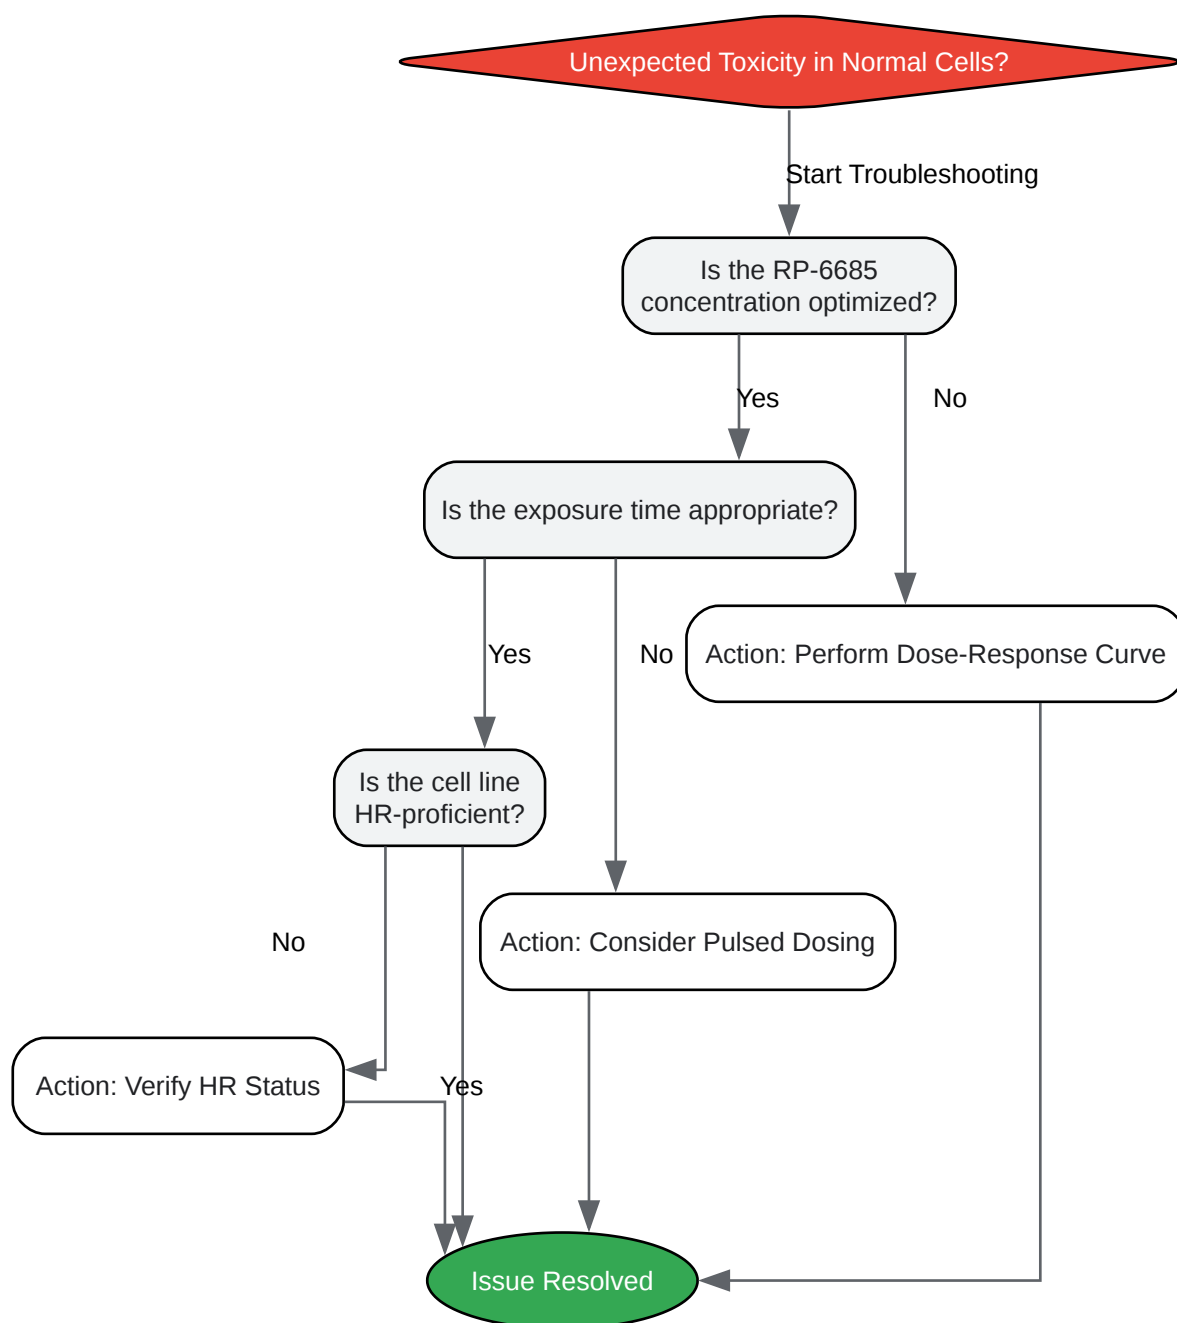 Unexpected Toxicity in Normal Cells?
Start Troubleshooting
Is the RP-6685
concentration optimized?
Yes
No
Is the exposure time appropriate?
Yes
No
Action: Perform Dose-Response Curve
Is the cell line
HR-proficient?
No
Action: Consider Pulsed Dosing
Action: Verify HR Status
Yes
Issue Resolved